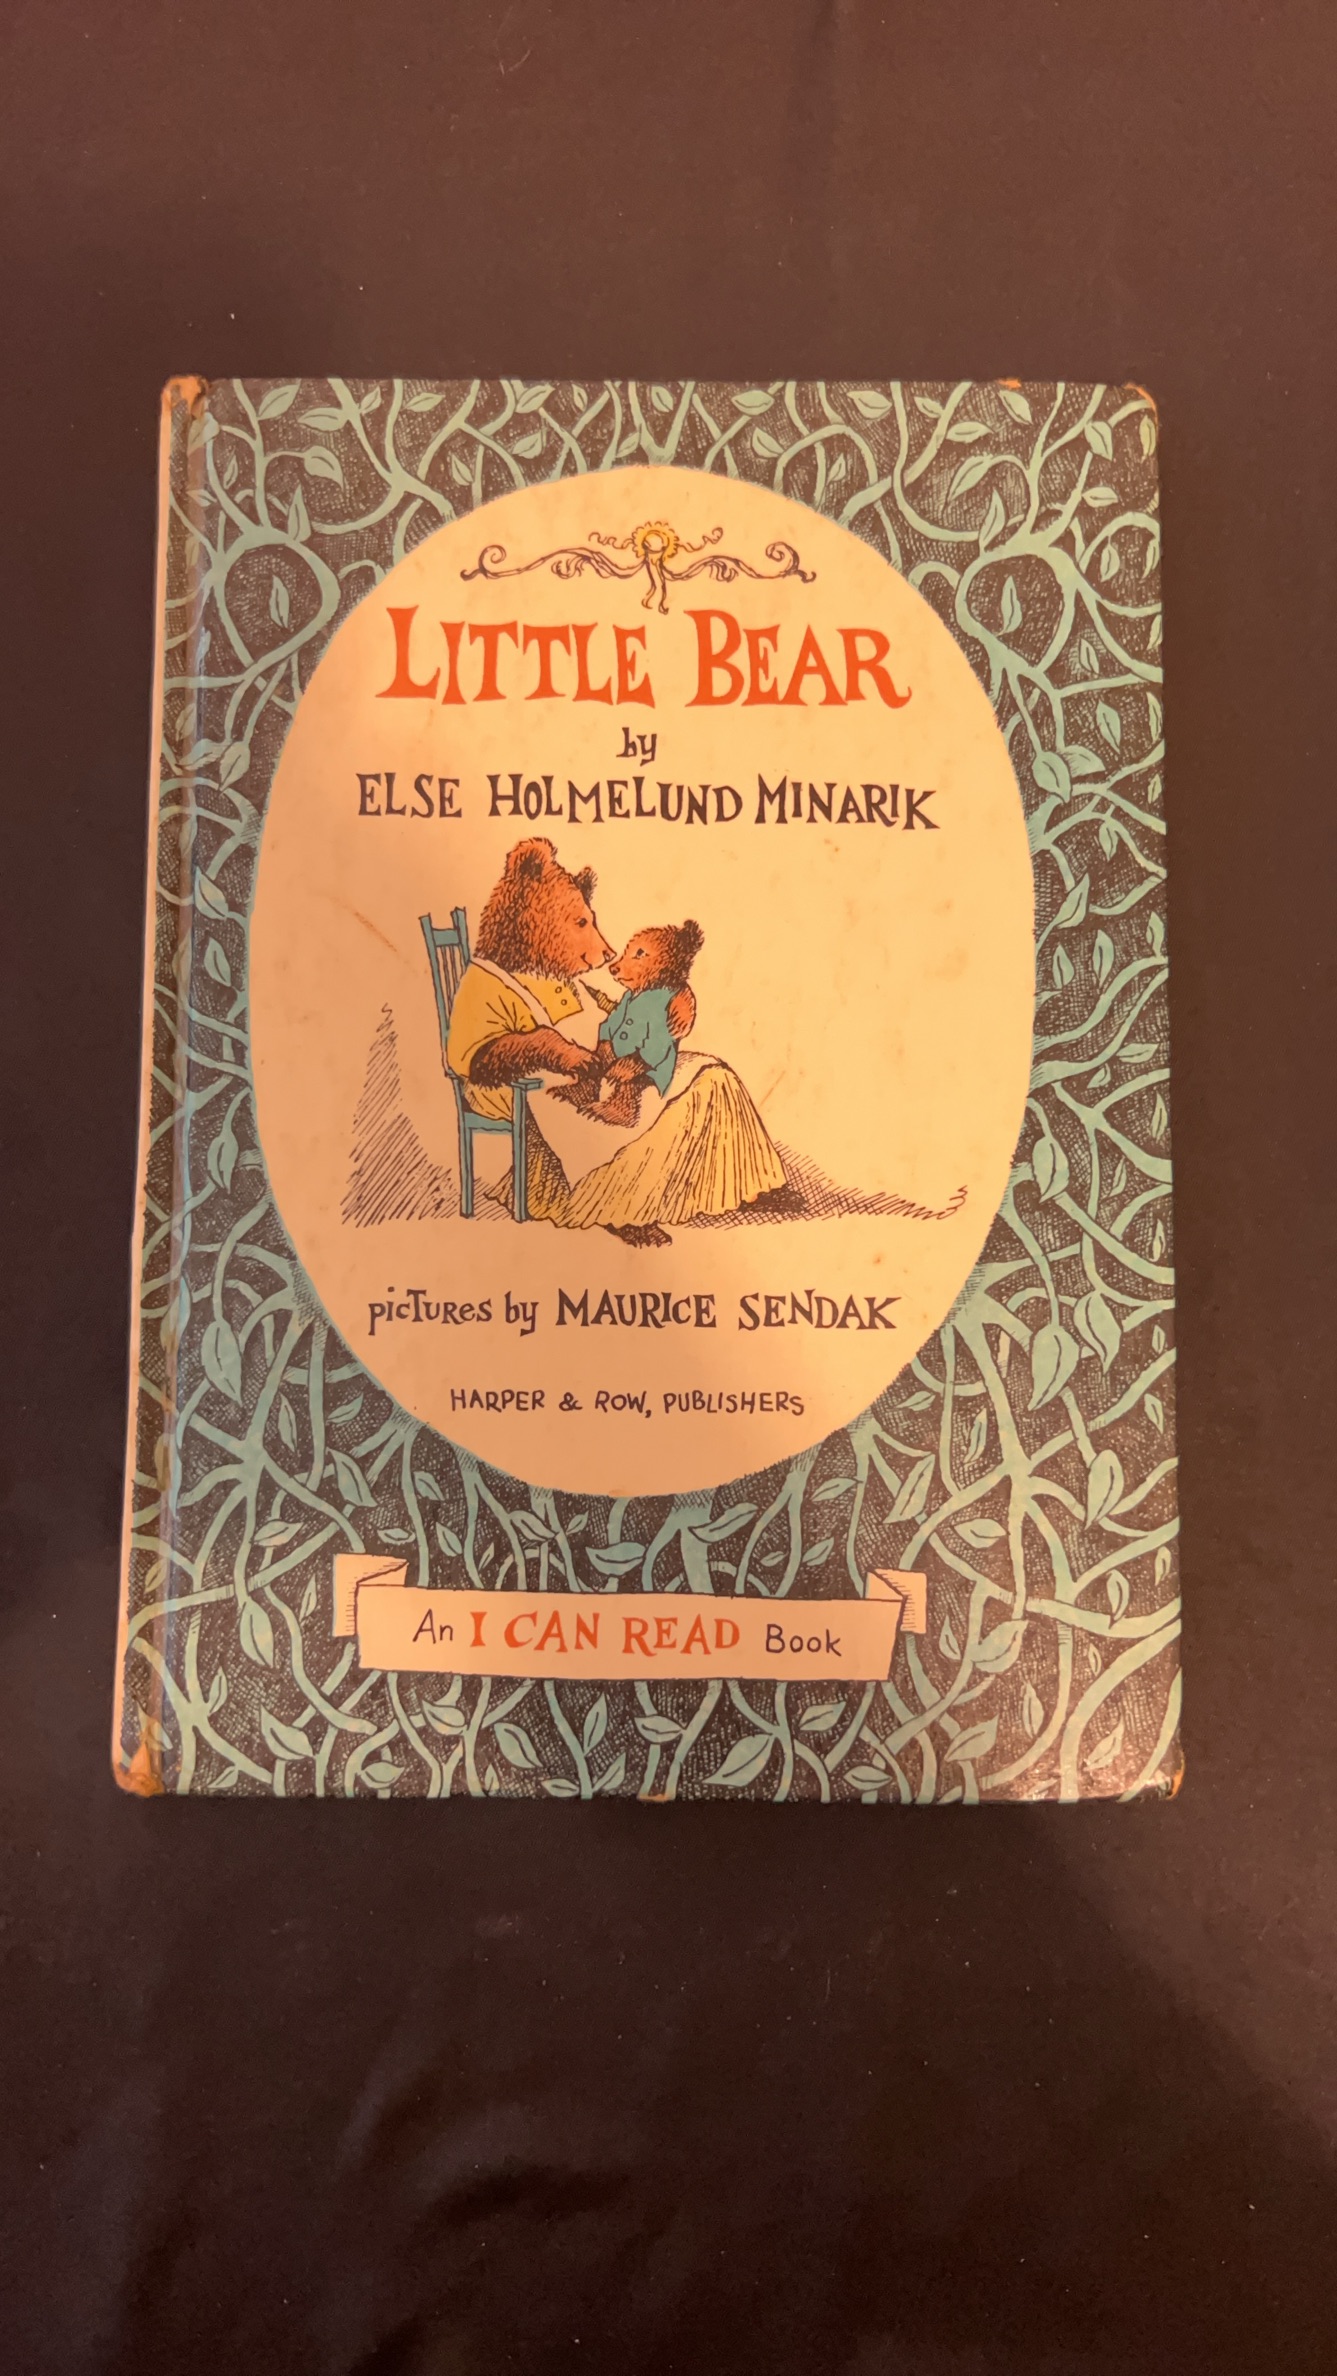 LITTLE BEAR
by
ELSE HOLMELUND MINARIK
picTures by MAURICE SENDAK
HARPER & ROW, PUBLISHERS
An I CAN READ Book